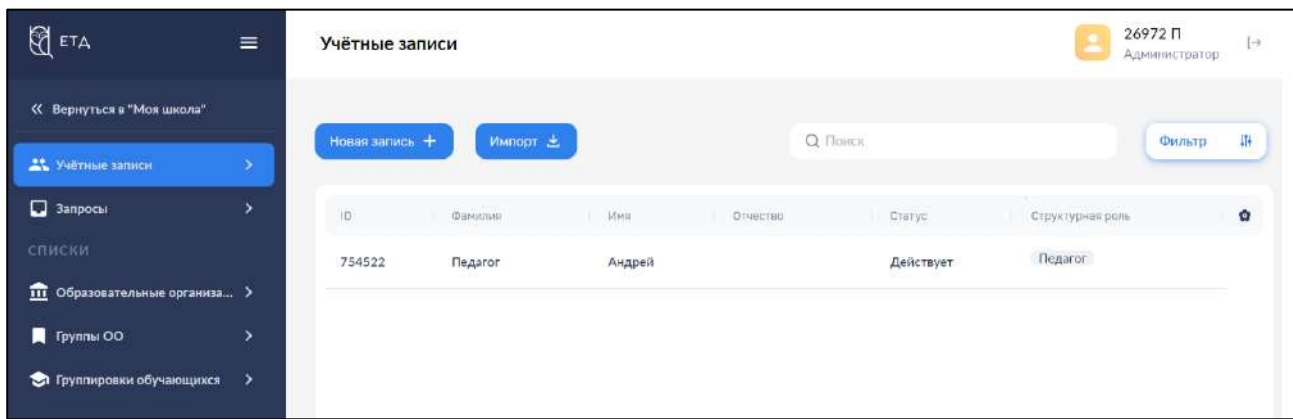 ЕТД
Вернуться в "Моя школа"
Учётные записи
Запросы
СПИСКИ
Образовательные организа...
Группы ОО
Группировки обучающихся
Учётные записи
26972 П
Администратор
Новая запись +
Импорт
Поиск
Фильтр
ID Фамилия Имя Отчество Статус Структурная роль
754522 Педагог Андрей Действует Педагог